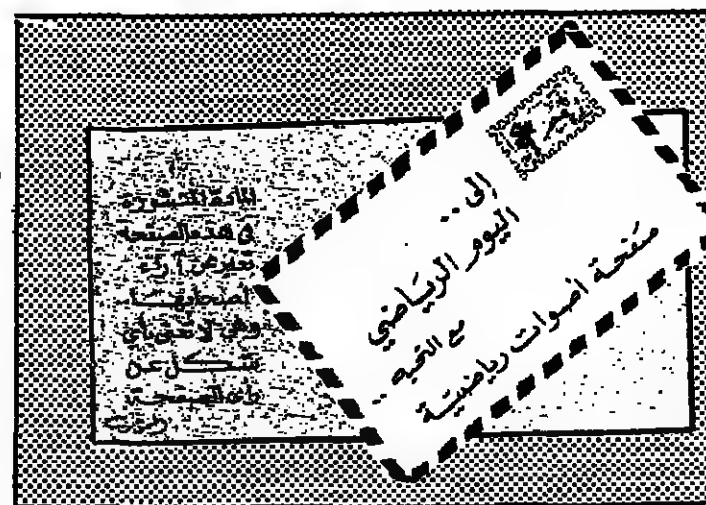 إلى ..
اليوم الرياضي
صفحة أصوات رياضية
مع التحية ..
المادة المنشورة
في هذه الصفحة
تعبر عن آراء
أصحابها
وهي لا تعبر بأي
شكل عن
رأي الصفحة